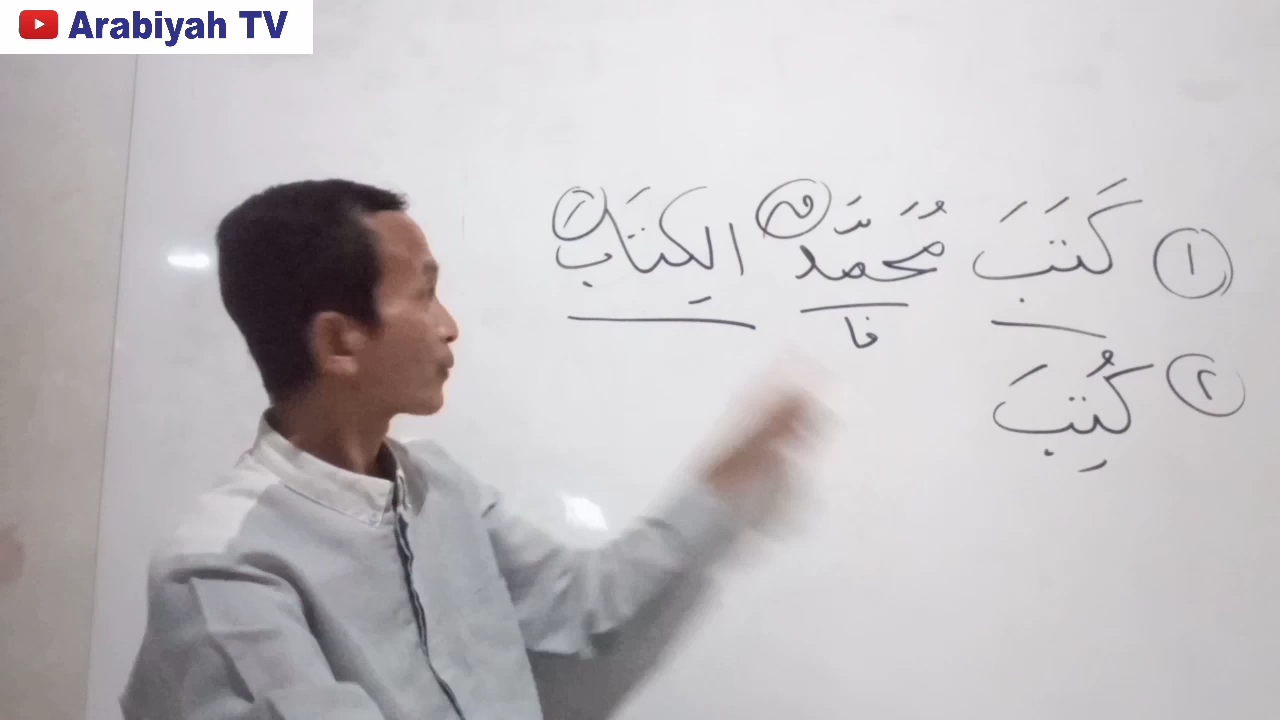 Arabiyah TV
١ كَتَبَ مُحَمَّد الكِتَابَ
فا
٢ كُتِبَ